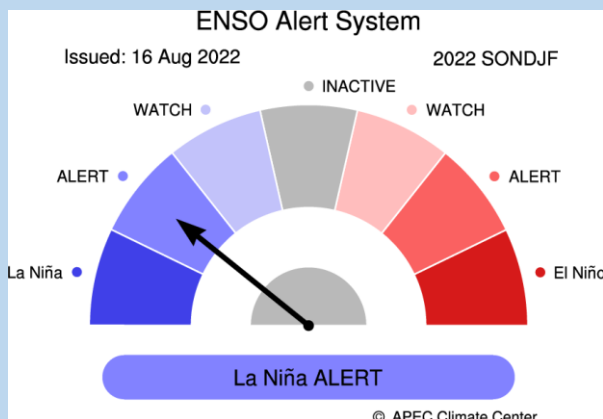 ENSO Alert System
Issued: 16 Aug 2022
2022 SONDJF
INACTIVE
WATCH
WATCH
ALERT
ALERT
La Niña
El Niño
La Niña ALERT
© APEC Climate Center